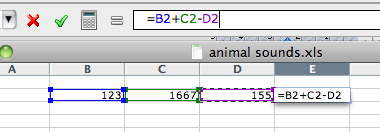 =B2+C2-D2
animal sounds.xls
A B C D E
123 1667 155 =B2+C2-D2